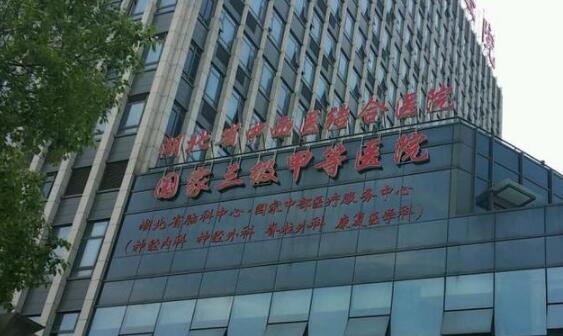 湖北省中西医结合医院
国家三级甲等医院
湖北省脑科中心·国家中部医疗服务中心
(神经内科 神经外科 脊柱外科 康复医学科)
医院